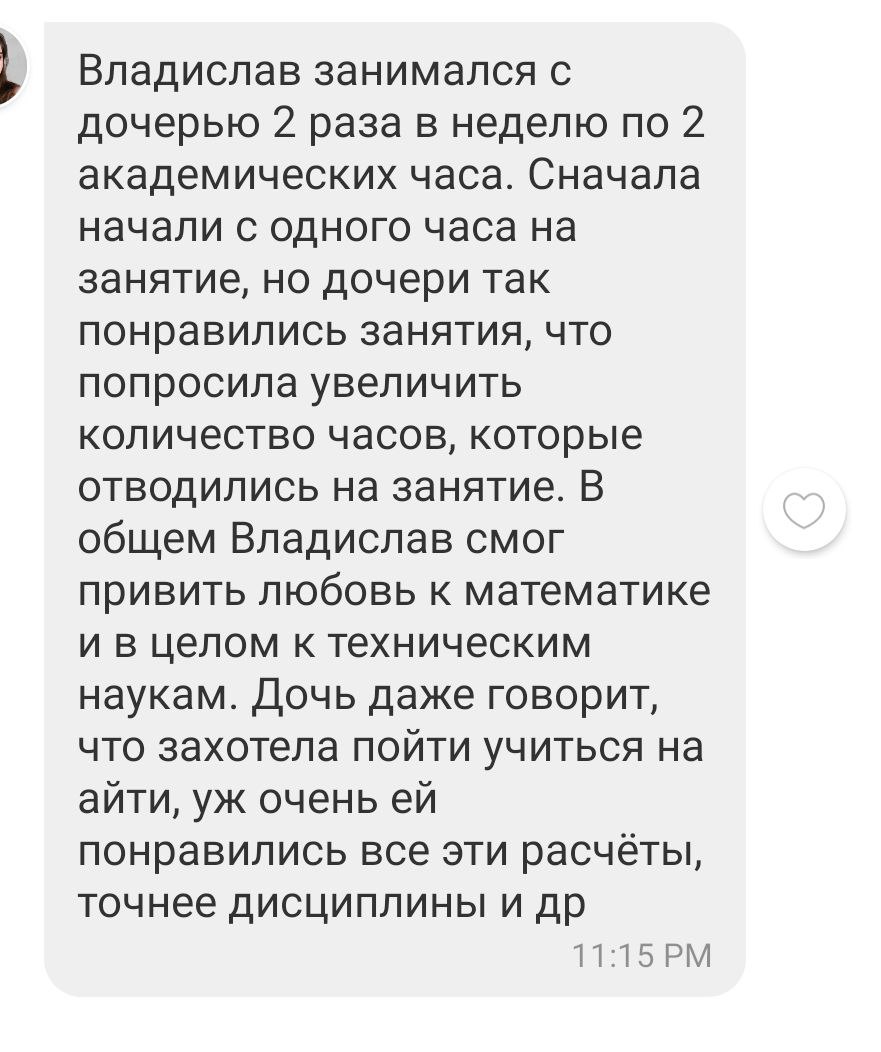 Владислав занимался с
дочерью 2 раза в неделю по 2
академических часа. Сначала
начали с одного часа на
занятие, но дочери так
понравились занятия, что
попросила увеличить
количество часов, которые
отводились на занятие. В
общем Владислав смог
привить любовь к математике
и в целом к техническим
наукам. Дочь даже говорит,
что захотела пойти учиться на
айти, уж очень ей
понравились все эти расчёты,
точнее дисциплины и др
11:15 PM